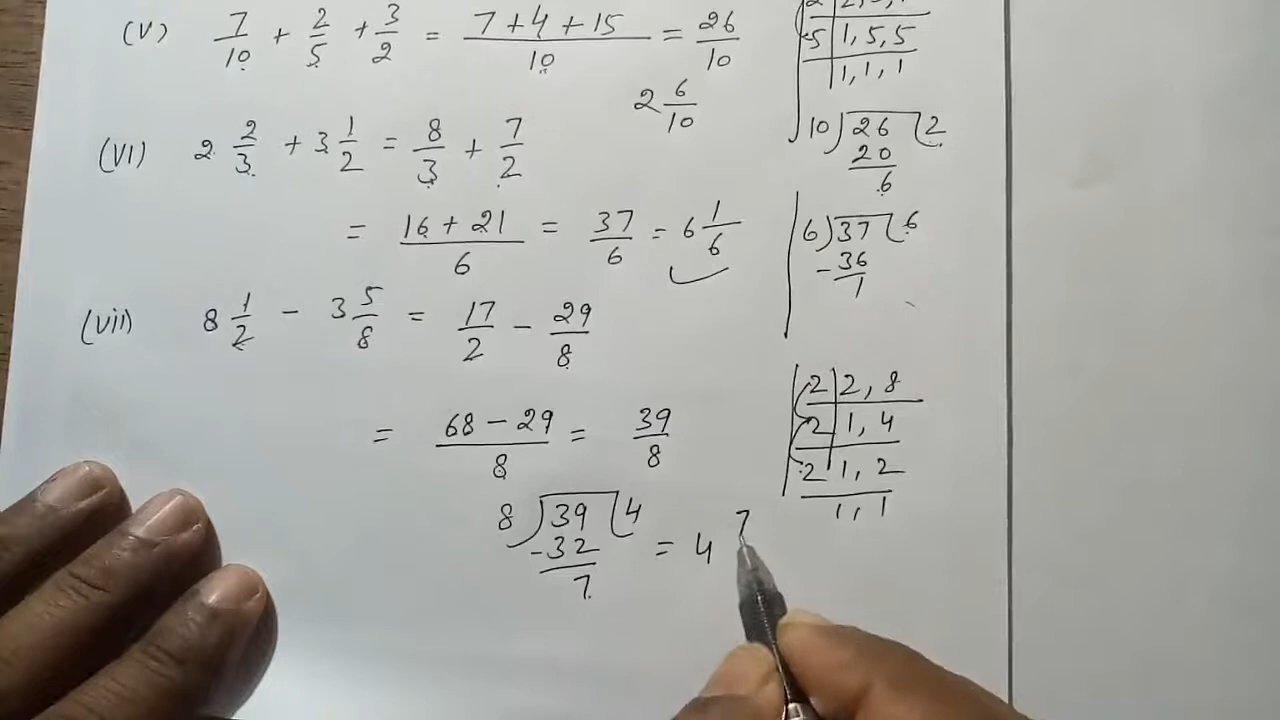 (V) 7/10 + 2/5 + 3/2 = (7 + 4 + 15)/10 = 26/10
2 6/10
(VI) 2 2/3 + 3 1/2 = 8/3 + 7/2
= (16 + 21)/6 = 37/6 = 6 1/6
(Vii) 8 1/2 - 3 5/8 = 17/2 - 29/8
= (68 - 29)/8 = 39/8
8 ) 39 ( 4
-32
7
= 4 7
5 | 1, 5, 5
1, 1, 1
10 ) 26 ( 2
20
6
6 ) 37 ( 6
-36
1
2 | 2, 8
2 | 1, 4
2 | 1, 2
1, 1